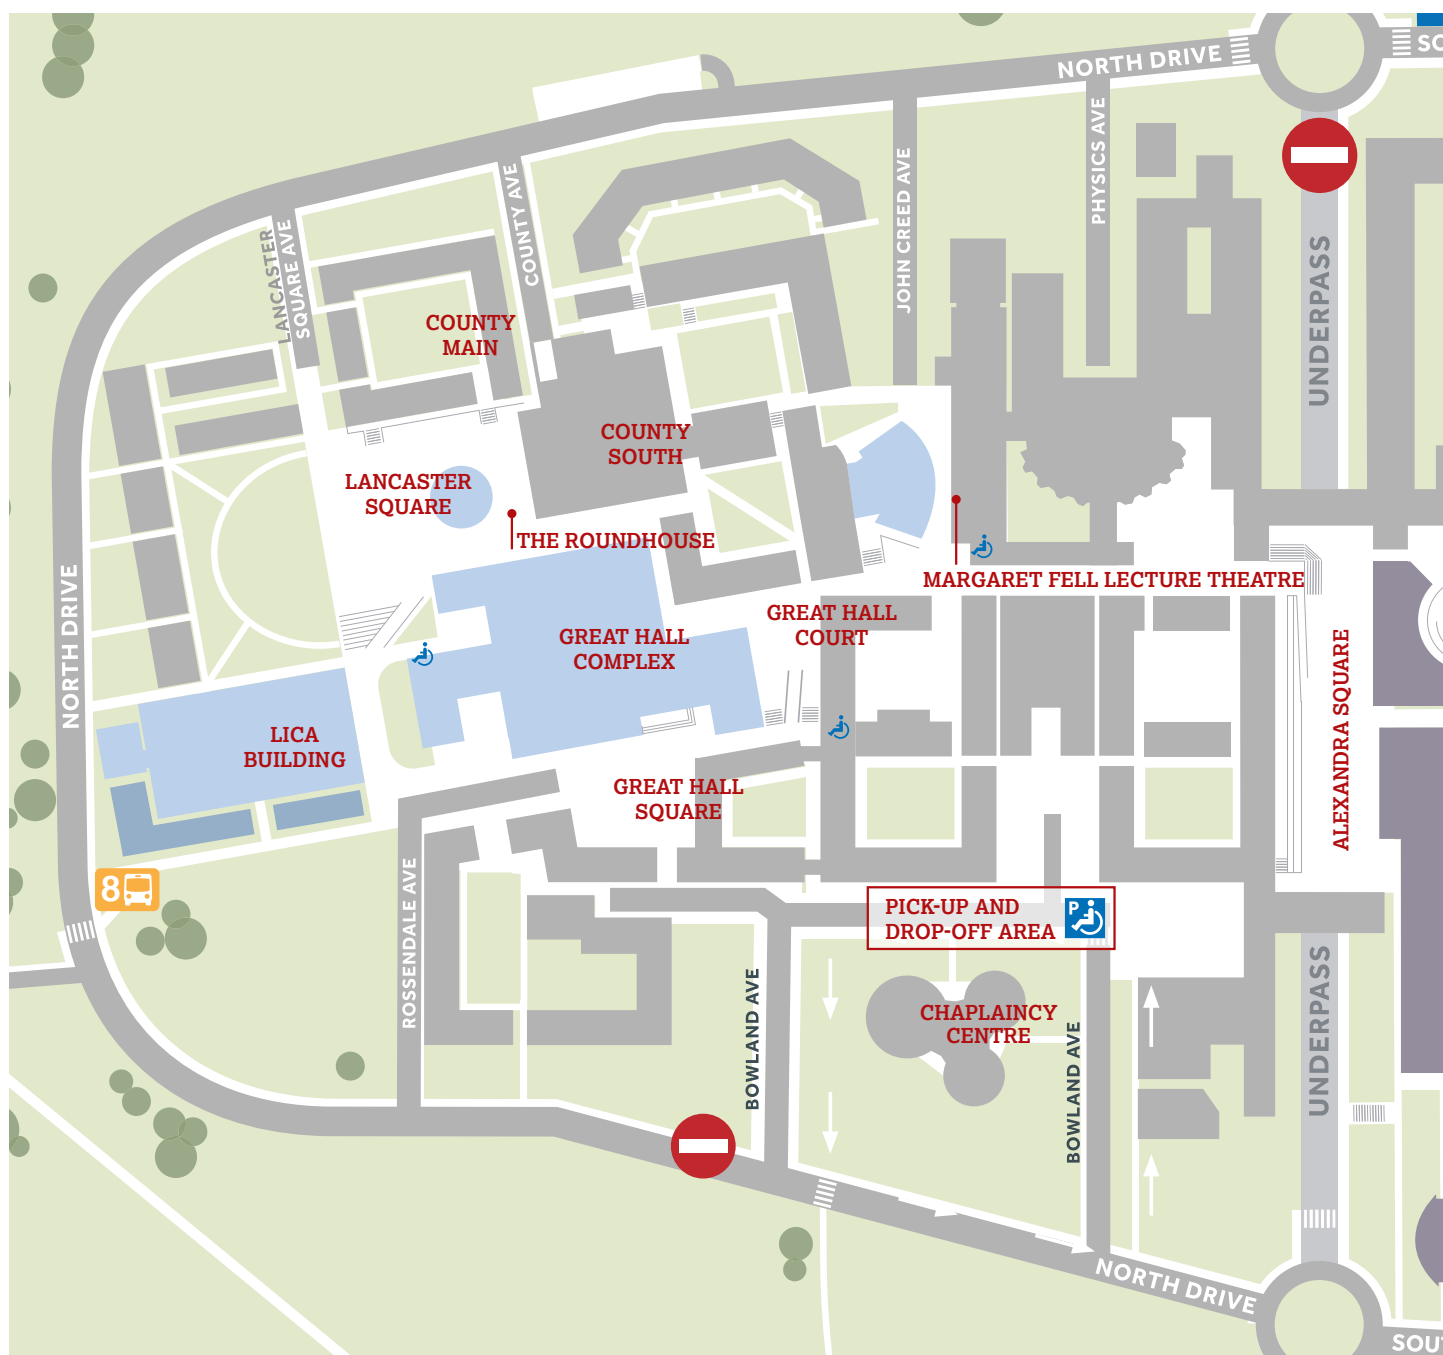 NORTH DRIVE
SO
LANCASTER
SQUARE AVE
COUNTY AVE
JOHN CREED AVE
PHYSICS AVE
UNDERPASS
COUNTY
MAIN
COUNTY
SOUTH
LANCASTER
SQUARE
THE ROUNDHOUSE
MARGARET FELL LECTURE THEATRE
GREAT HALL
COURT
GREAT HALL
COMPLEX
NORTH DRIVE
ALEXANDRA SQUARE
LICA
BUILDING
GREAT HALL
SQUARE
8
ROSSENDALE AVE
PICK-UP AND
DROP-OFF AREA
P
BOWLAND AVE
CHAPLAINCY
CENTRE
BOWLAND AVE
UNDERPASS
NORTH DRIVE
SOU